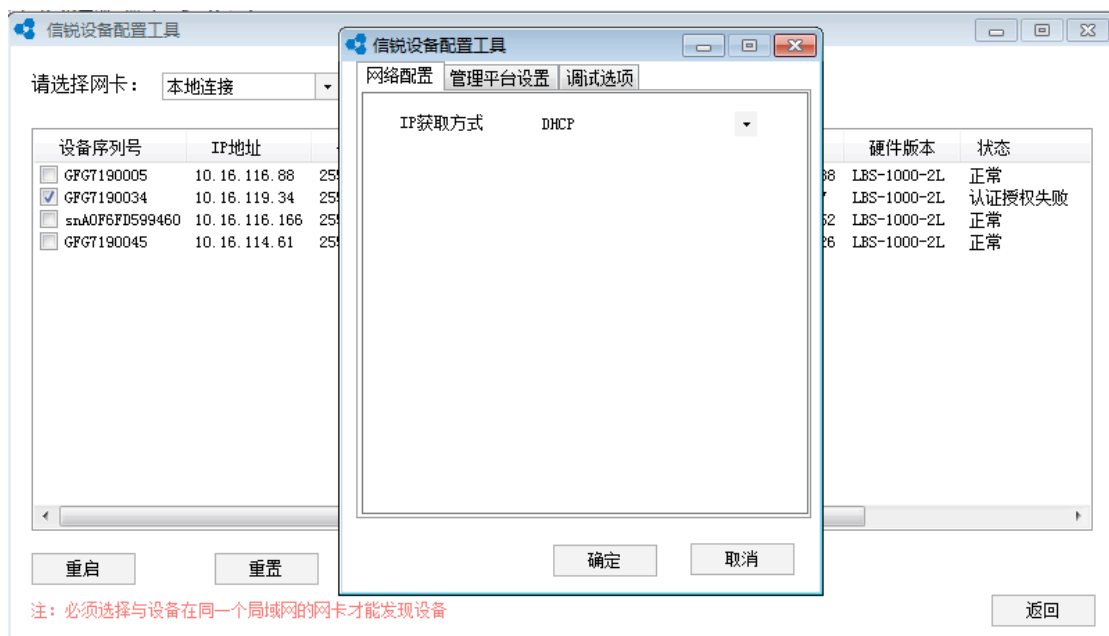 信锐设备配置工具
请选择网卡： 本地连接
设备序列号 IP地址 硬件版本 状态
GFG7190005 10.16.116.88 255 38 LBS-1000-2L 正常
GFG7190034 10.16.119.34 255 LBS-1000-2L 认证授权失败
snA0F6FD599460 10.16.116.166 255 52 LBS-1000-2L 正常
GFG7190045 10.16.114.61 255 26 LBS-1000-2L 正常
信锐设备配置工具
网络配置 管理平台设置 调试选项
IP获取方式 DHCP
确定 取消
重启 重置
注：必须选择与设备在同一个局域网的网卡才能发现设备
返回